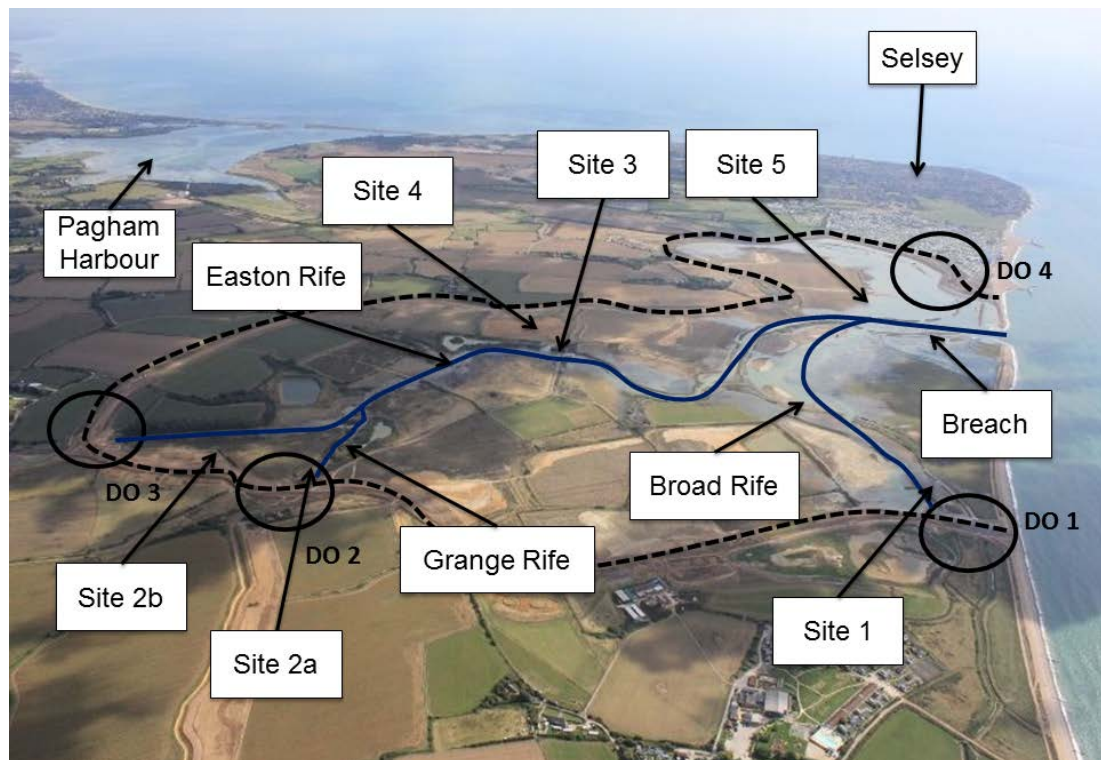 Selsey
Site 3
Site 5
Site 4
Pagham
Harbour
Easton Rife
DO 4
Breach
Broad Rife
DO 3
DO 1
DO 2
Grange Rife
Site 2b
Site 1
Site 2a